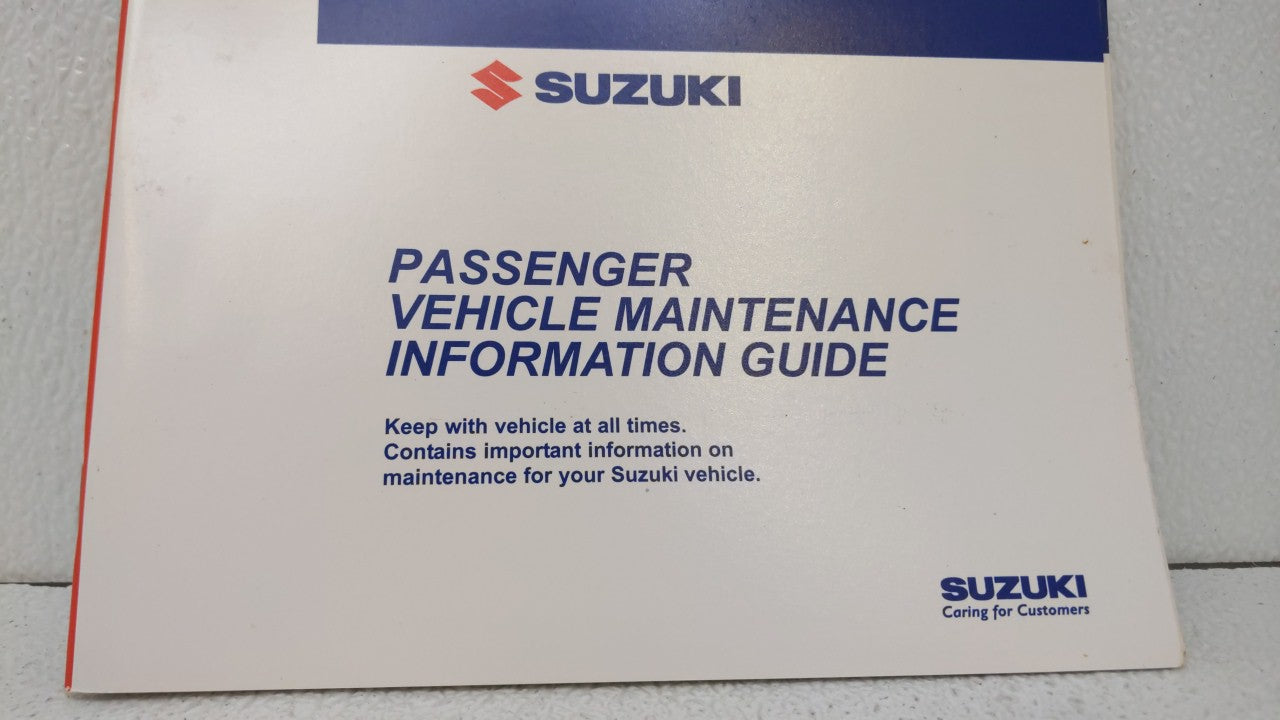 SUZUKI
PASSENGER
VEHICLE MAINTENANCE
INFORMATION GUIDE
Keep with vehicle at all times.
Contains important information on
maintenance for your Suzuki vehicle.
SUZUKI
Caring for Customers